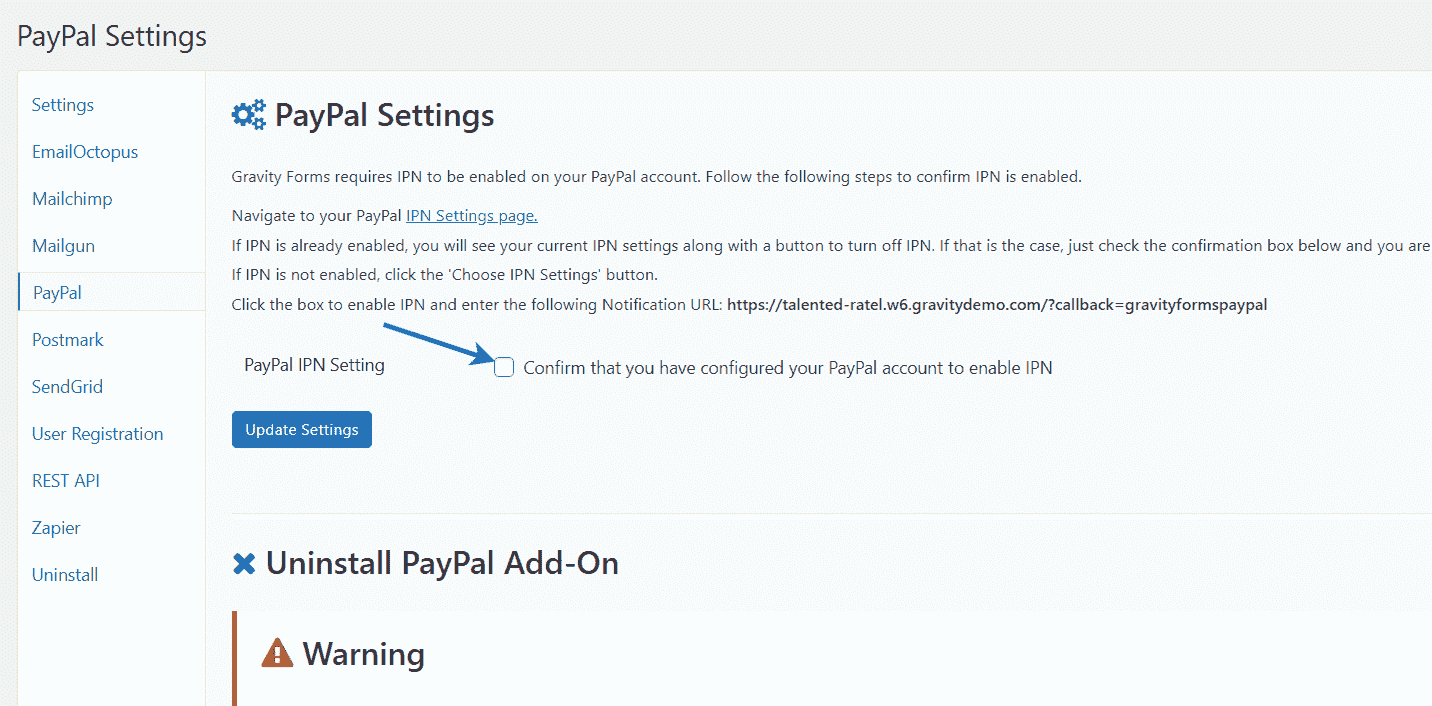 PayPal Settings
Settings
EmailOctopus
Mailchimp
Mailgun
PayPal
Postmark
SendGrid
User Registration
REST API
Zapier
Uninstall
PayPal Settings
Gravity Forms requires IPN to be enabled on your PayPal account. Follow the following steps to confirm IPN is enabled.
Navigate to your PayPal IPN Settings page.
If IPN is already enabled, you will see your current IPN settings along with a button to turn off IPN. If that is the case, just check the confirmation box below and you are
If IPN is not enabled, click the 'Choose IPN Settings' button.
Click the box to enable IPN and enter the following Notification URL: https://talented-ratel.w6.gravitydemo.com/?callback=gravityformspaypal
PayPal IPN Setting
Confirm that you have configured your PayPal account to enable IPN
Update Settings
Uninstall PayPal Add-On
Warning